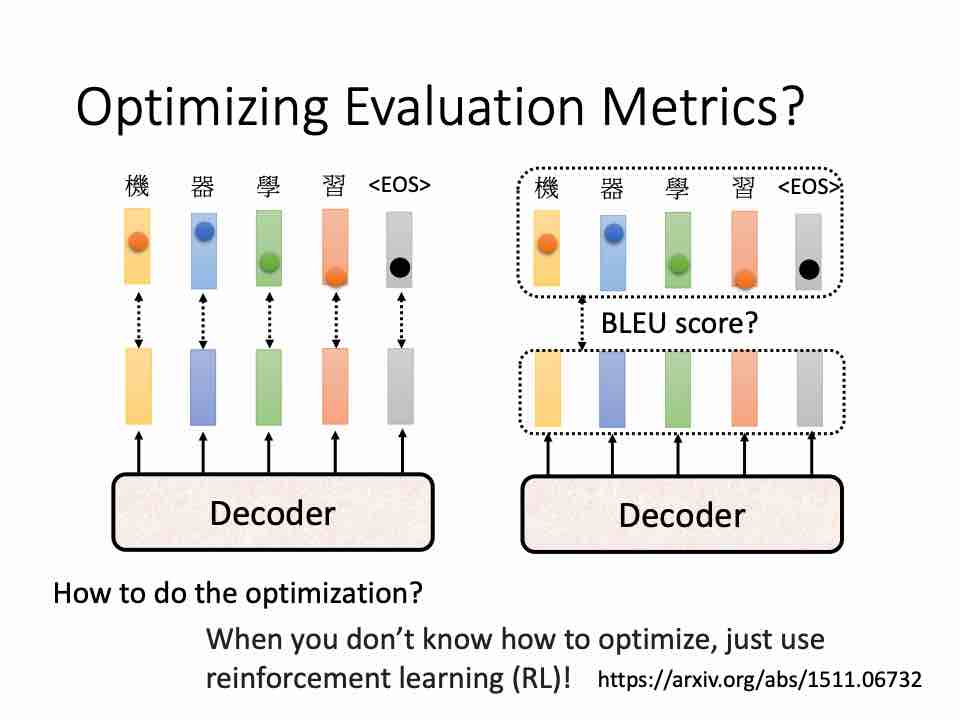 Optimizing Evaluation Metrics?
機 器 學 習 <EOS>
機 器 學 習 <EOS>
BLEU score?
Decoder
Decoder
How to do the optimization?
When you don’t know how to optimize, just use
reinforcement learning (RL)! https://arxiv.org/abs/1511.06732